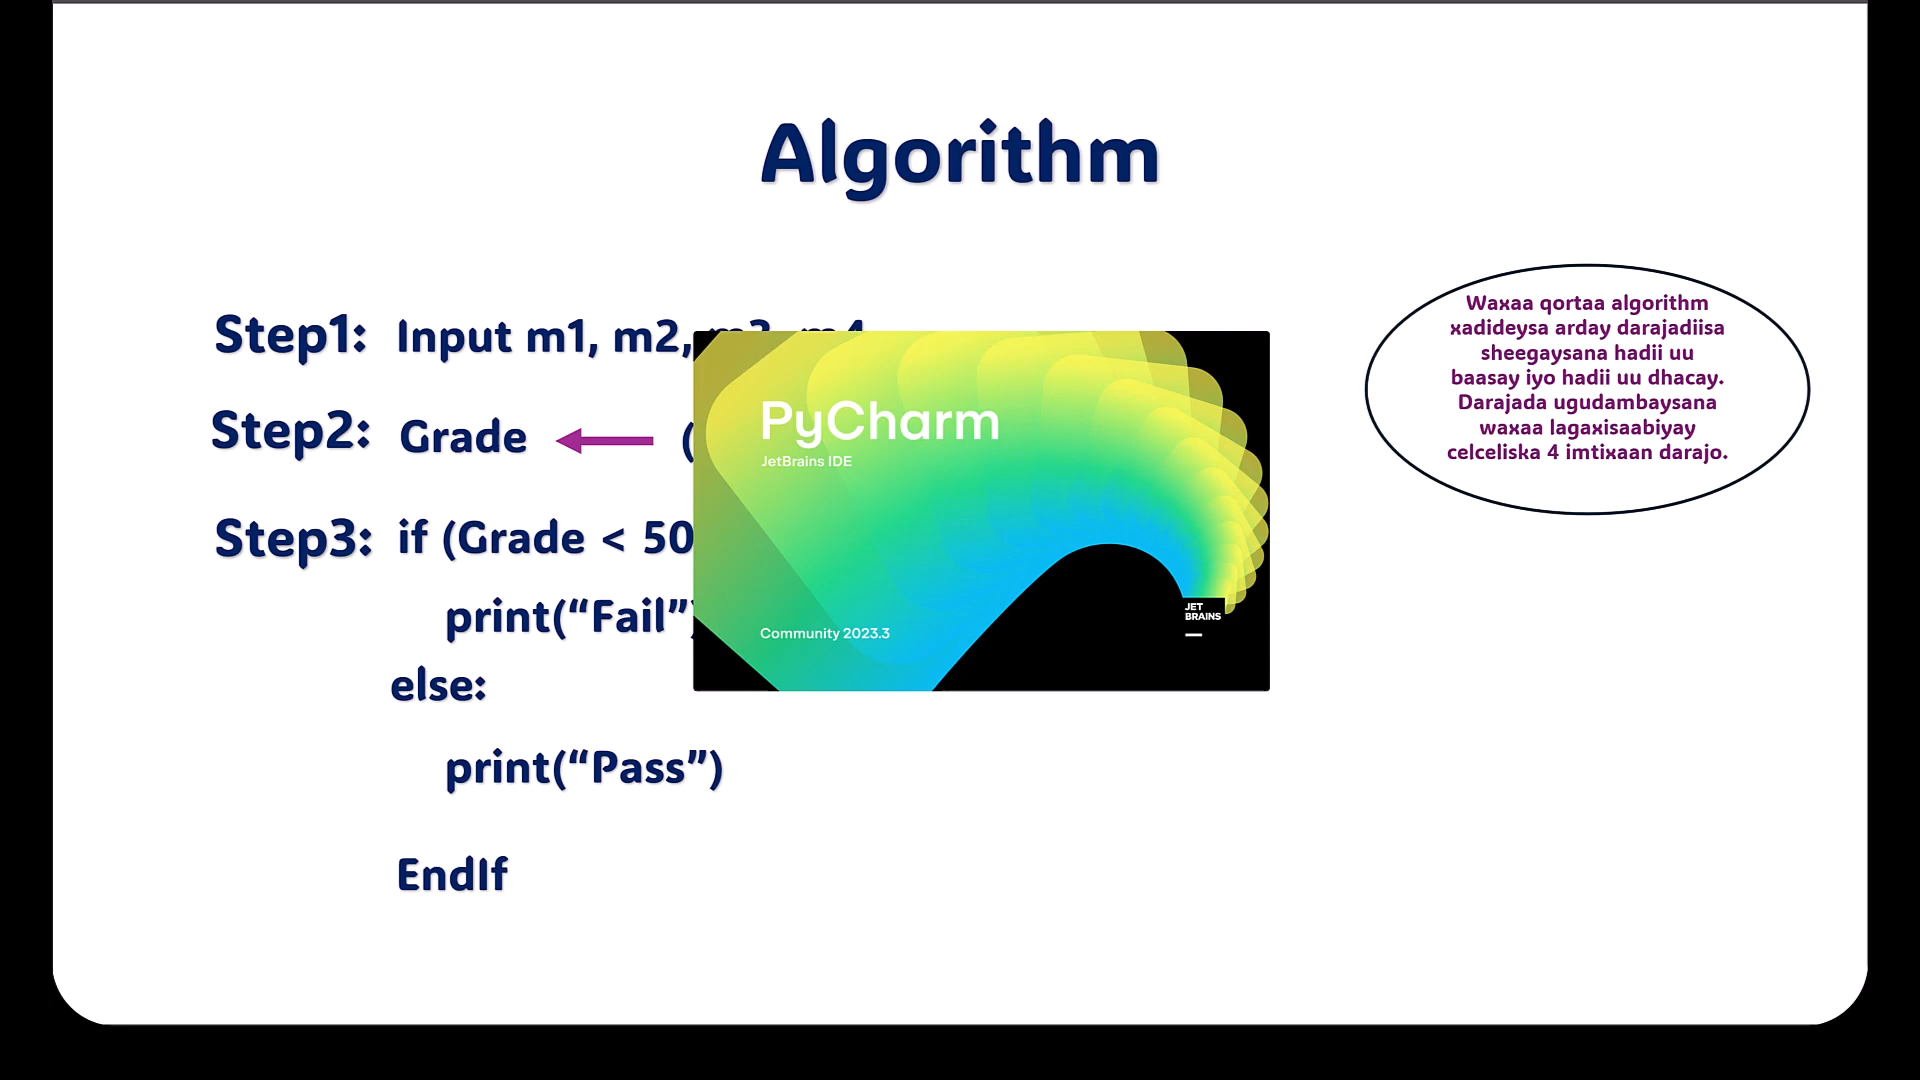 Algorithm
Step1: Input m1, m2, m3, m4
Step2: Grade (
Step3: if (Grade < 50
print(“Fail”)
else:
print(“Pass”)
EndIf
PyCharm
JetBrains IDE
Community 2023.3
JET
BRAINS
Waxaa qortaa algorithm
xadideysa arday darajadiisa
sheegaysana hadii uu
baasay iyo hadii uu dhacay.
Darajada ugudambaysana
waxaa lagaxisaabiyay
celceliska 4 imtixaan darajo.